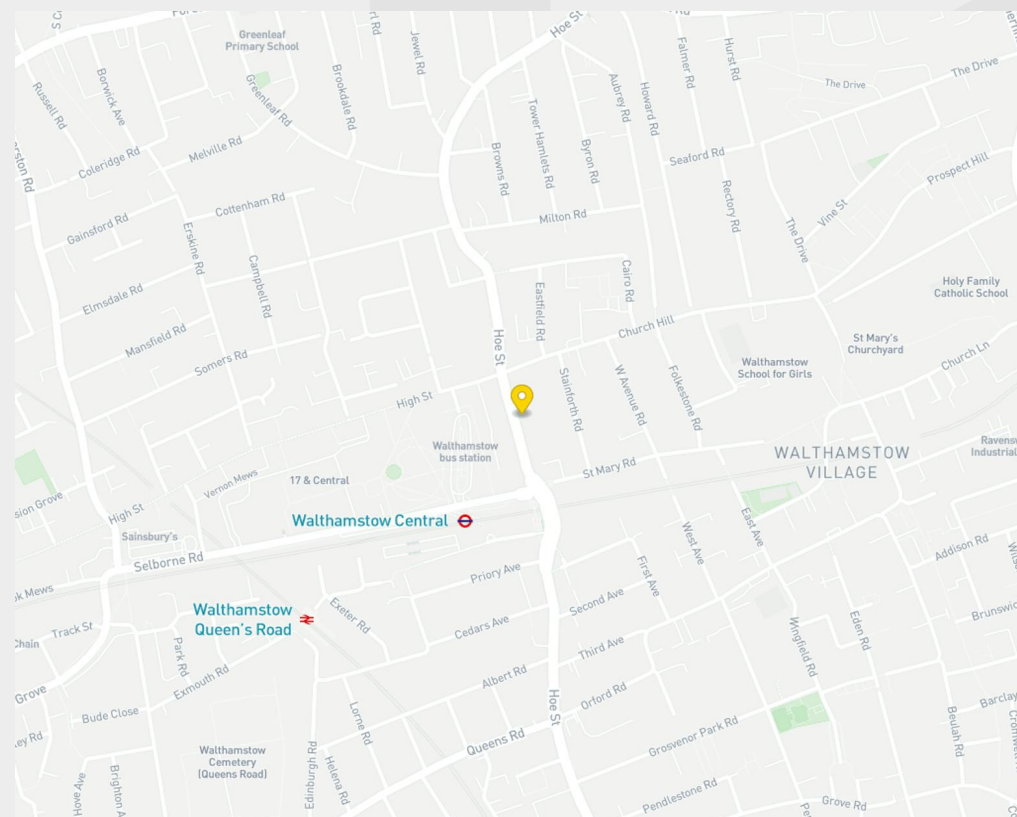 Hoe St
Greenleaf
Primary School
Jewel Rd
Falmer Rd
Hurst Rd
The Drive
The Drive
Russell Rd
Borwick Ave
Greenleaf Rd
Brookdale Rd
Aubrey Rd
Howard Rd
Tower Hamlets Rd
Byron Rd
Browns Rd
Coleridge Rd
Melville Rd
Seaford Rd
Prospect Hill
Cottenham Rd
Rectory Rd
Vine St
Gainsford Rd
Milton Rd
The Drive
Erskine Rd
Campbell Rd
Cairo Rd
Holy Family
Catholic School
Elmsdale Rd
Eastfield Rd
Church Hill
Mansfield Rd
Hoe St
St Mary's
Churchyard
Church Ln
Somers Rd
Walthamstow
School for Girls
Stainforth Rd
W Avenue Rd
Folkestone Rd
High St
Walthamstow
bus station
WALTHAMSTOW
VILLAGE
St Mary Rd
17 & Central
Vernon Mews
High St
Walthamstow Central
East Ave
Sainsbury's
West Ave
Selborne Rd
Addison Rd
Priory Ave
First Ave
Second Ave
Walthamstow
Queen's Road
Exeter Rd
Cedars Ave
Track St
Park Rd
Third Ave
Wingfield Rd
Eden Rd
Exmouth Rd
Albert Rd
Grove
Orford Rd
Hoe St
Bude Close
Lorne Rd
Queens Rd
Grosvenor Park Rd
Beulah Rd
Walthamstow
Cemetery
(Queens Road)
Edinburgh Rd
Helena Rd
Hove Ave
Pendlestone Rd
Grove Rd